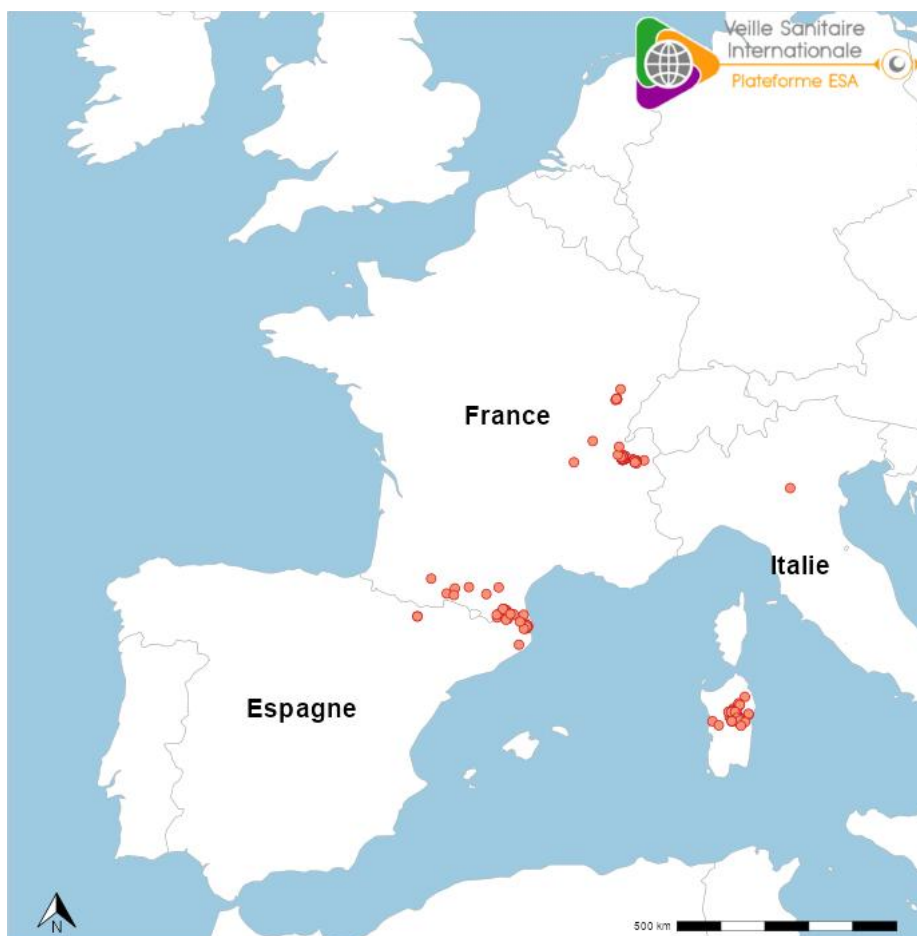 Veille Sanitaire
Internationale
Plateforme ESA
France
Italie
Espagne
N
500 km